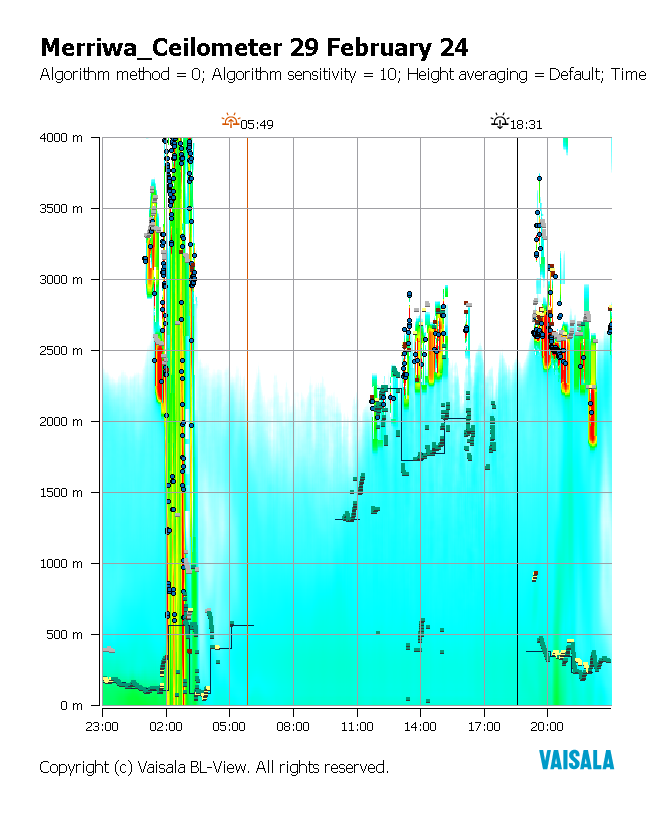 Merriwa_Ceilometer 29 February 24
Algorithm method = 0; Algorithm sensitivity = 10; Height averaging = Default; Time
05:49
18:31
4000 m
3500 m
3000 m
2500 m
2000 m
1500 m
1000 m
500 m
0 m
23:00 02:00 05:00 08:00 11:00 14:00 17:00 20:00
Copyright (c) Vaisala BL-View. All rights reserved.
VAISALA